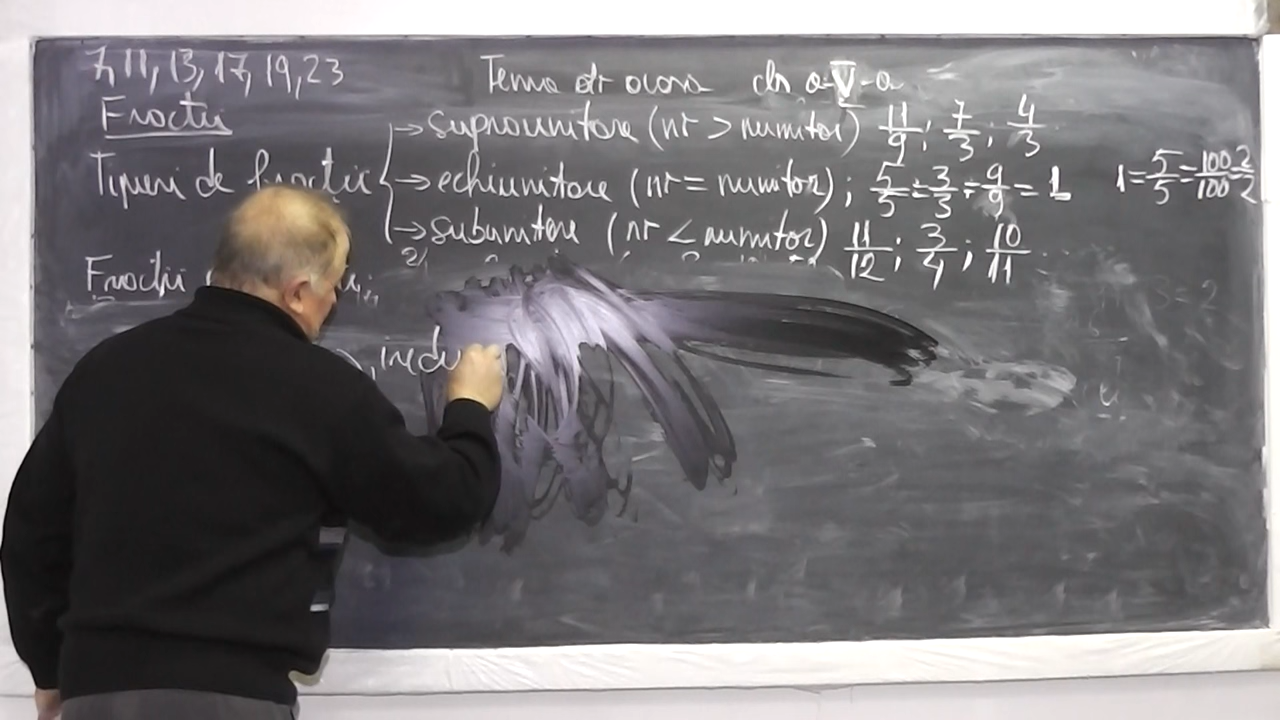 7, 11, 13, 17, 19, 23
Tema de acasă cls a-V-a
Fracții
Tipuri de fracții
→ supraunitare (nr > numitor) 11/9 ; 7/3 ; 4/3
→ echiunitare (nr = numitor) ; 5/5 = 3/3 = 9/9 = 1
1 = 5/5 = 100/100 = 2/2
→ subunitare (nr < numitor) 11/12 ; 3/4 ; 10/11
Fracții